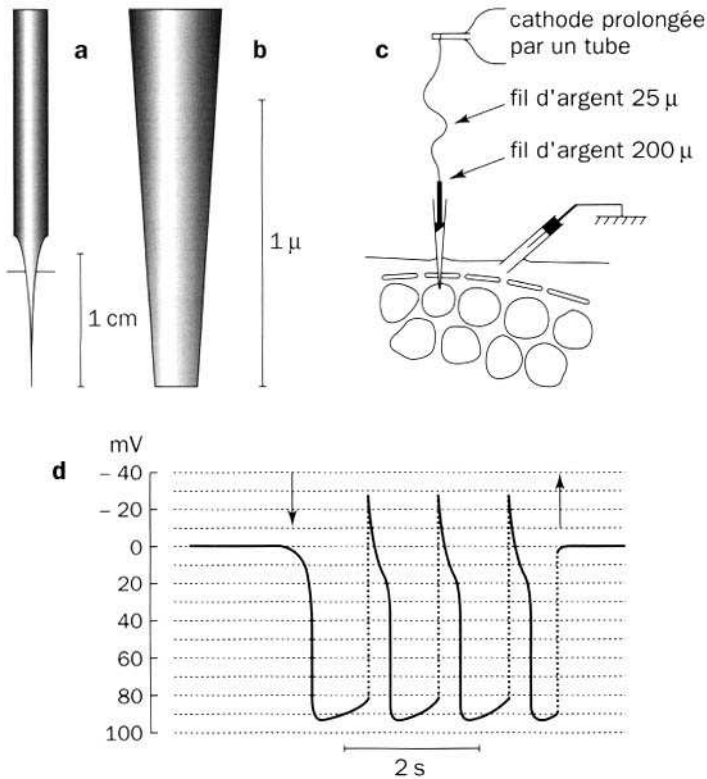 a
b
c
cathode prolongée
par un tube
fil d'argent 25 µ
fil d'argent 200 µ
1 µ
1 cm
d
mV
– 40
– 20
0
20
40
60
80
100
2 s